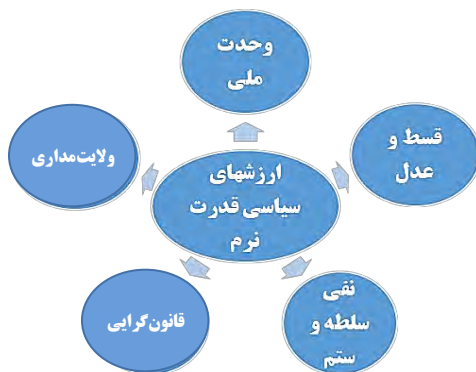 وحدت
ملی
قسط و
عدل
ولایت‌مداری
ارزشهای
سیاسی قدرت
نرم
نفی
سلطه و
ستم
قانون‌گرایی